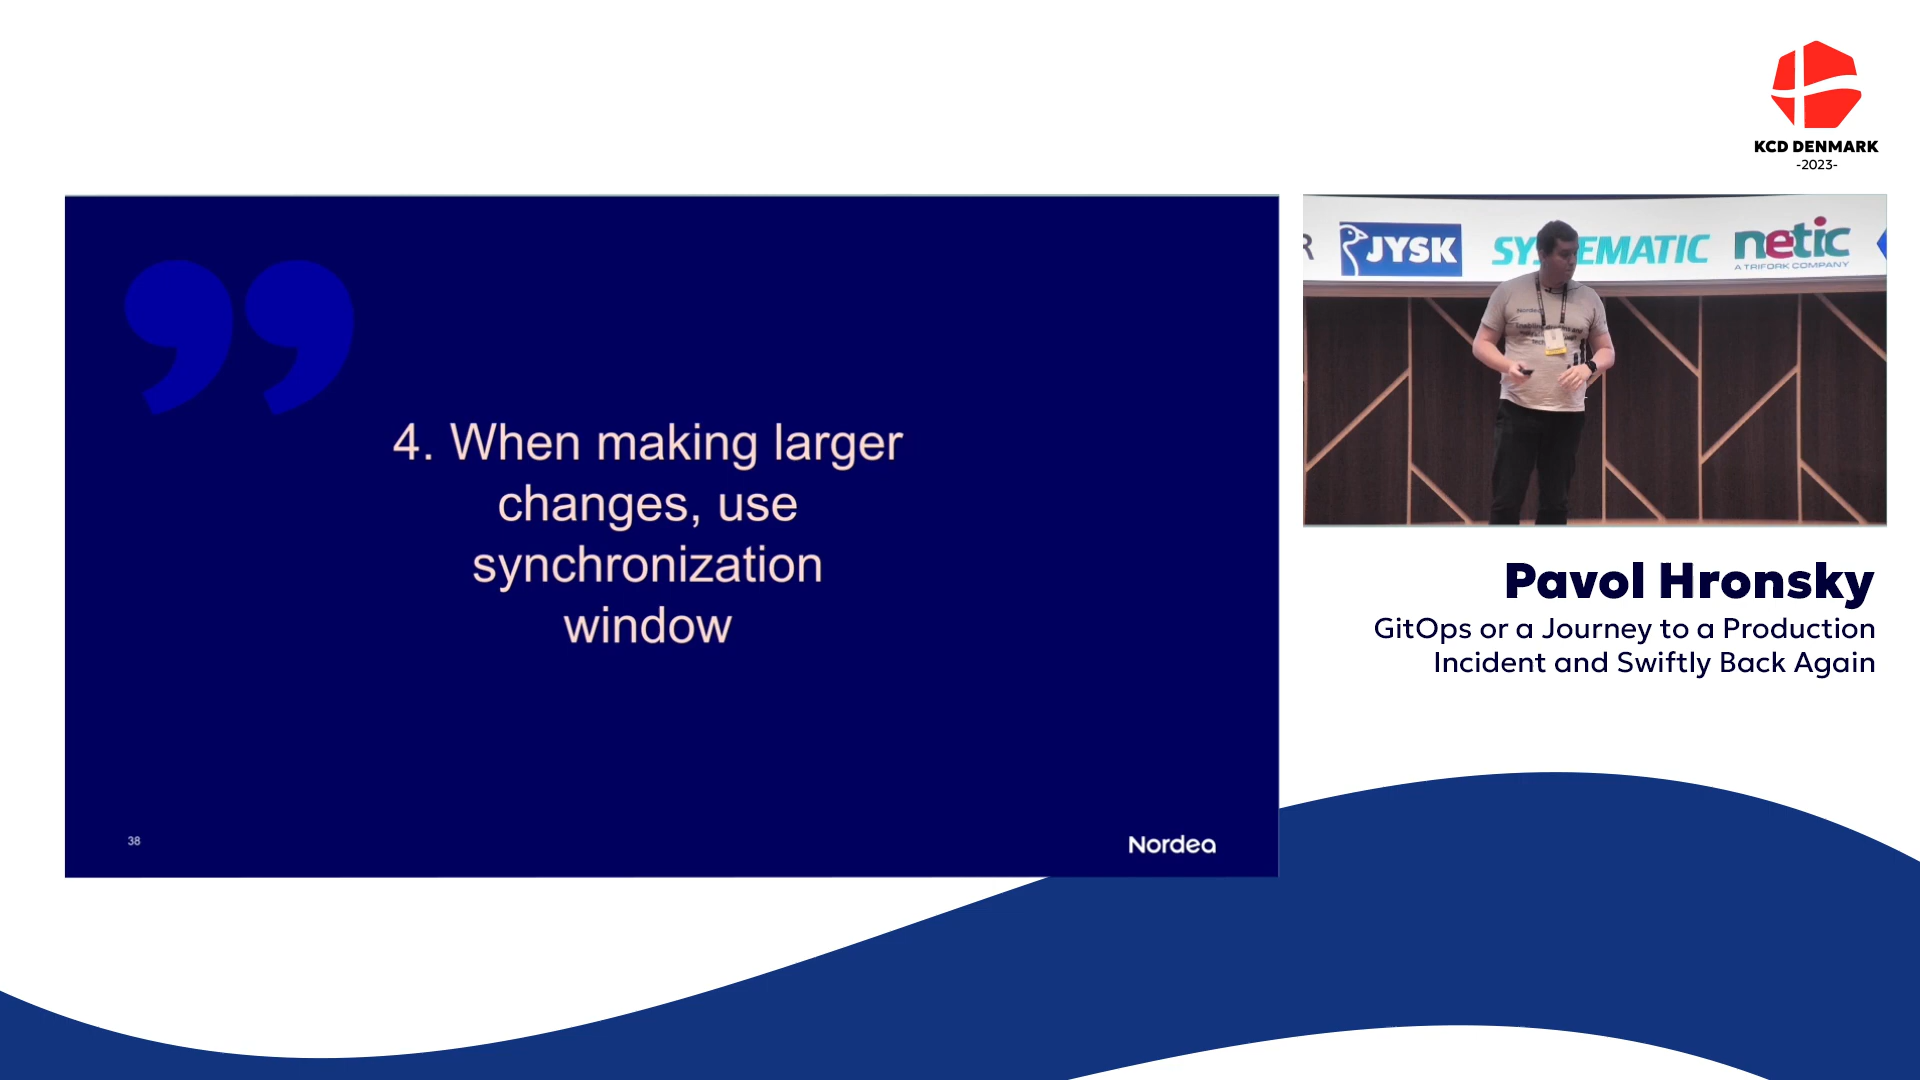 KCD DENMARK
-2023-
4. When making larger
changes, use
synchronization
window
38
Nordea
R
JYSK
SYSTEMATIC
netic
A TRIFORK COMPANY
Nordea
Pavol Hronsky
GitOps or a Journey to a Production
Incident and Swiftly Back Again